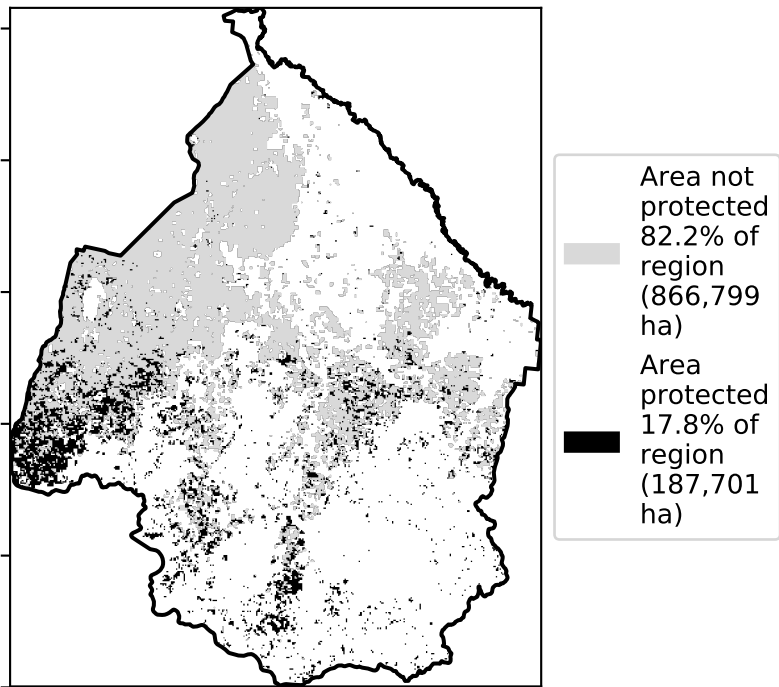 Area not
protected
82.2% of
region
(866,799
ha)
Area
protected
17.8% of
region
(187,701
ha)